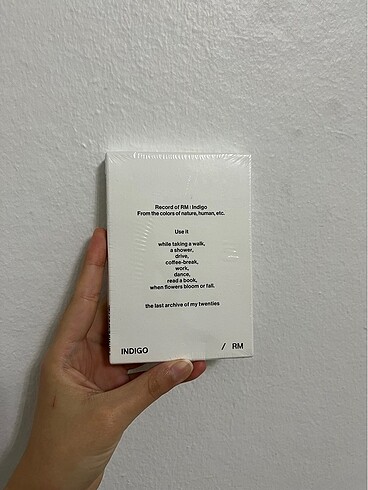 Record of RM : Indigo
From the colors of nature, human, etc.
Use it
while taking a walk,
a shower,
drive,
coffee-break,
work,
dance,
read a book,
when flowers bloom or fall.
the last archive of my twenties
INDIGO / RM